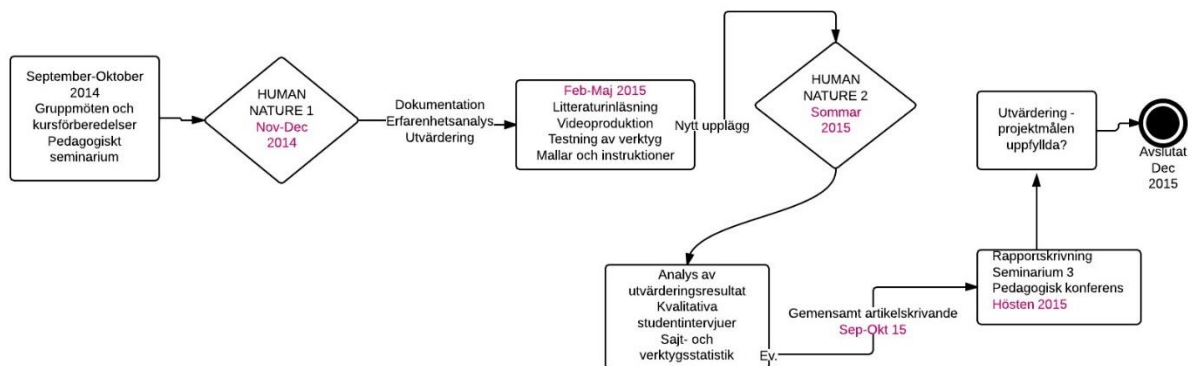 September-Oktober
2014
Gruppmöten och
kursförberedelser
Pedagogiskt
seminarium
HUMAN
NATURE 1
Nov-Dec
2014
Dokumentation
Erfarenhetsanalys
Utvärdering
Feb-Maj 2015
Litteraturinläsning
Videoproduktion
Testning av verktyg
Mallar och instruktioner
Nytt upplägg
HUMAN
NATURE 2
Sommar
2015
Analys av
utvärderingsresultat
Kvalitativa
studentintervjuer
Sajt- och
verktygsstatistik
Ev.
Gemensamt artikelskrivande
Sep-Okt 15
Rapportskrivning
Seminarium 3
Pedagogisk konferens
Hösten 2015
Utvärdering -
projektmålen
uppfyllda?
Avslutat
Dec
2015